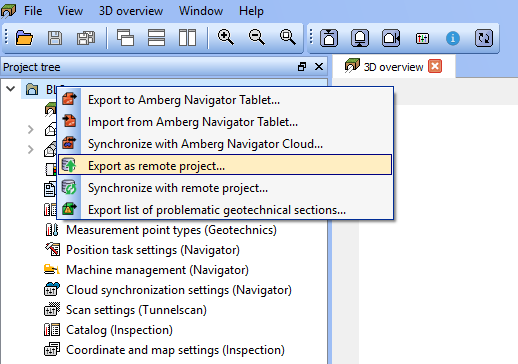 File View 3D overview Window Help
Project tree
3D overview
Export to Amberg Navigator Tablet...
Import from Amberg Navigator Tablet...
Synchronize with Amberg Navigator Cloud...
Export as remote project...
Synchronize with remote project...
Export list of problematic geotechnical sections...
Measurement point types (Geotechnics)
Position task settings (Navigator)
Machine management (Navigator)
Cloud synchronization settings (Navigator)
Scan settings (Tunnelscan)
Catalog (Inspection)
Coordinate and map settings (Inspection)